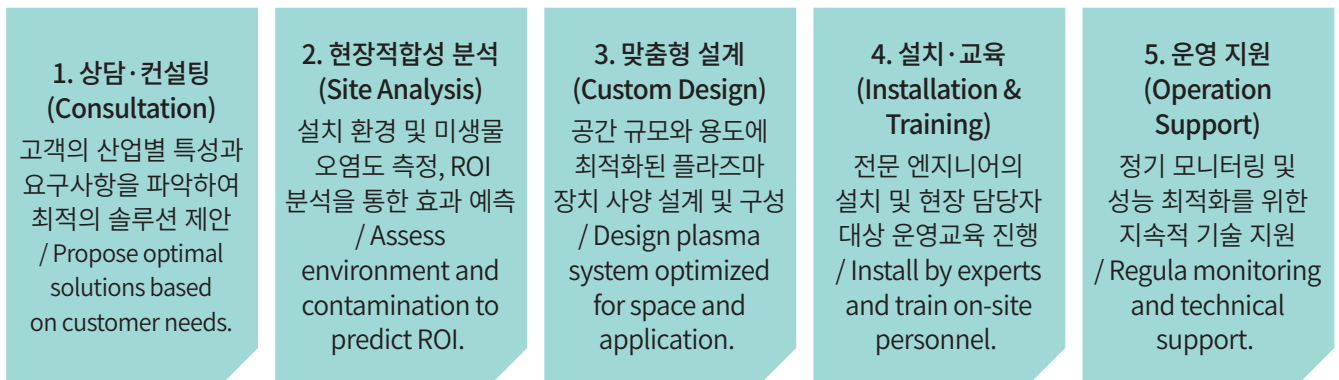 1. 상담·컨설팅
(Consultation)
고객의 산업별 특성과
요구사항을 파악하여
최적의 솔루션 제안
/ Propose optimal
solutions based
on customer needs.
2. 현장적합성 분석
(Site Analysis)
설치 환경 및 미생물
오염도 측정, ROI
분석을 통한 효과 예측
/ Assess
environment and
contamination to
predict ROI.
3. 맞춤형 설계
(Custom Design)
공간 규모와 용도에
최적화된 플라즈마
장치 사양 설계 및 구성
/ Design plasma
system optimized
for space and
application.
4. 설치·교육
(Installation &
Training)
전문 엔지니어의
설치 및 현장 담당자
대상 운영교육 진행
/ Install by experts
and train on-site
personnel.
5. 운영 지원
(Operation
Support)
정기 모니터링 및
성능 최적화를 위한
지속적 기술 지원
/ Regula monitoring
and technical
support.